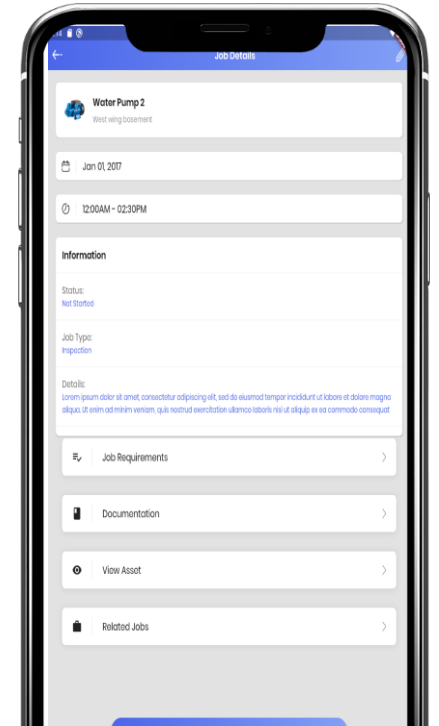 Job Details
Water Pump 2
West wing basement
Jan 01, 2017
12:00AM - 02:30PM
Information
Status:
Not Started
Job Type:
Inspection
Details:
Lorem ipsum dolor sit amet, consectetur adipiscing elit, sed do eiusmod tempor incididunt ut labore et dolore magna
aliqua. Ut enim ad minim veniam, quis nostrud exercitation ullamco laboris nisi ut aliquip ex ea commodo consequat
Job Requirements
Documentation
View Asset
Related Jobs